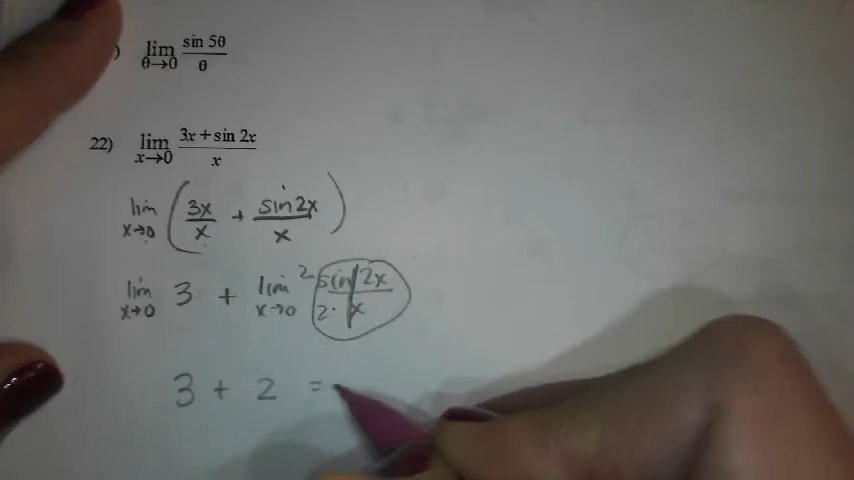 ) lim θ→0 sin 5θ / θ
22) lim x→0 3x + sin 2x / x
lim x→0 ( 3x / x + sin 2x / x )
lim x→0 3 + lim x→0 2 sin 2x / 2 · x
3 + 2 =